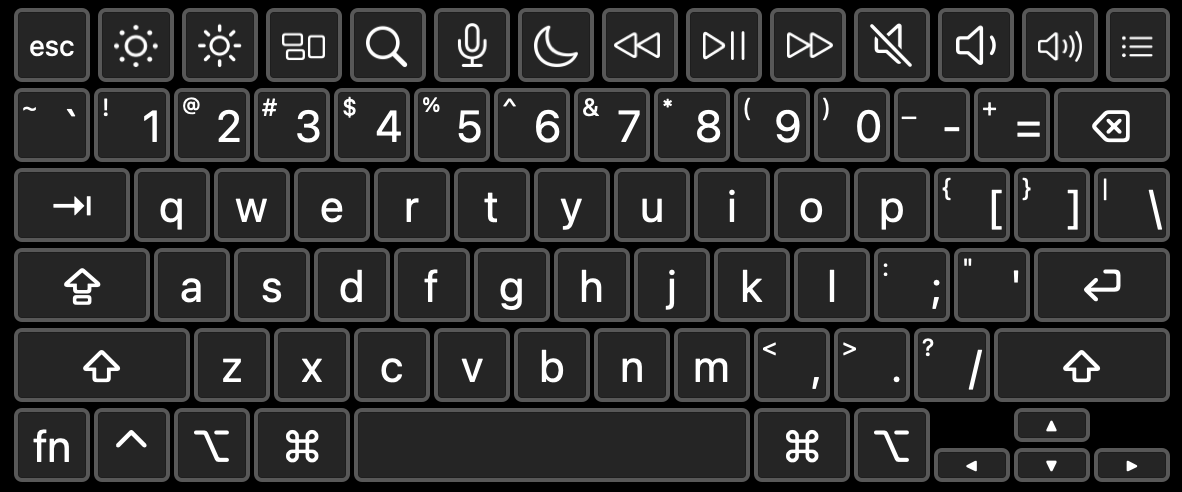 esc
~ ` ! 1 @ 2 # 3 $ 4 % 5 ^ 6 & 7 * 8 ( 9 ) 0 _ - + =
q w e r t y u i o p { [ } ] | \
a s d f g h j k l : ; " '
z x c v b n m < , > . ? /
fn ^ ⌥ ⌘ ⌘ ⌥